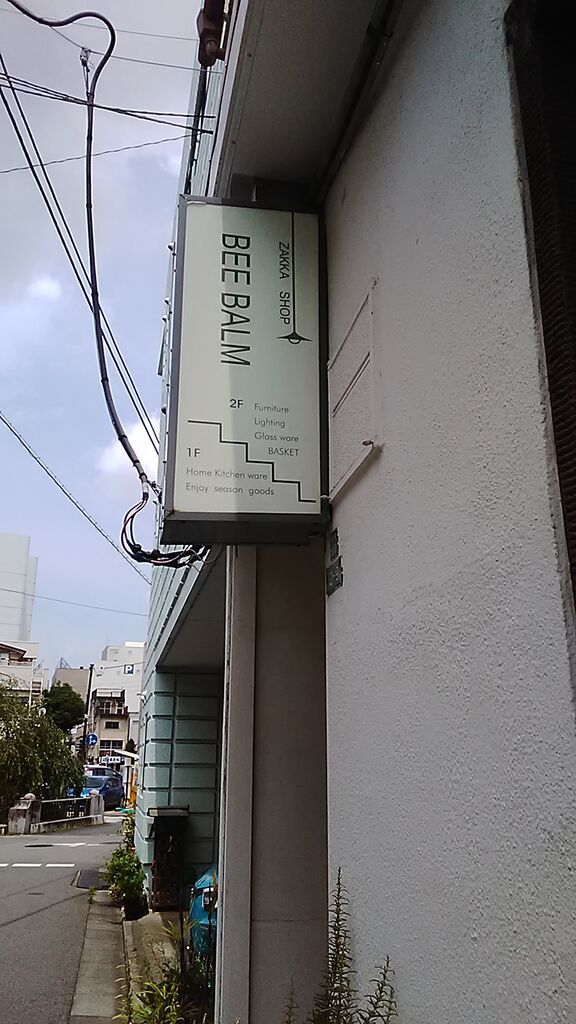 ZAKKA SHOP
BEE BALM
2F Furniture
Lighting
Glass ware
BASKET
1F
Home Kitchen ware
Enjoy season goods
P